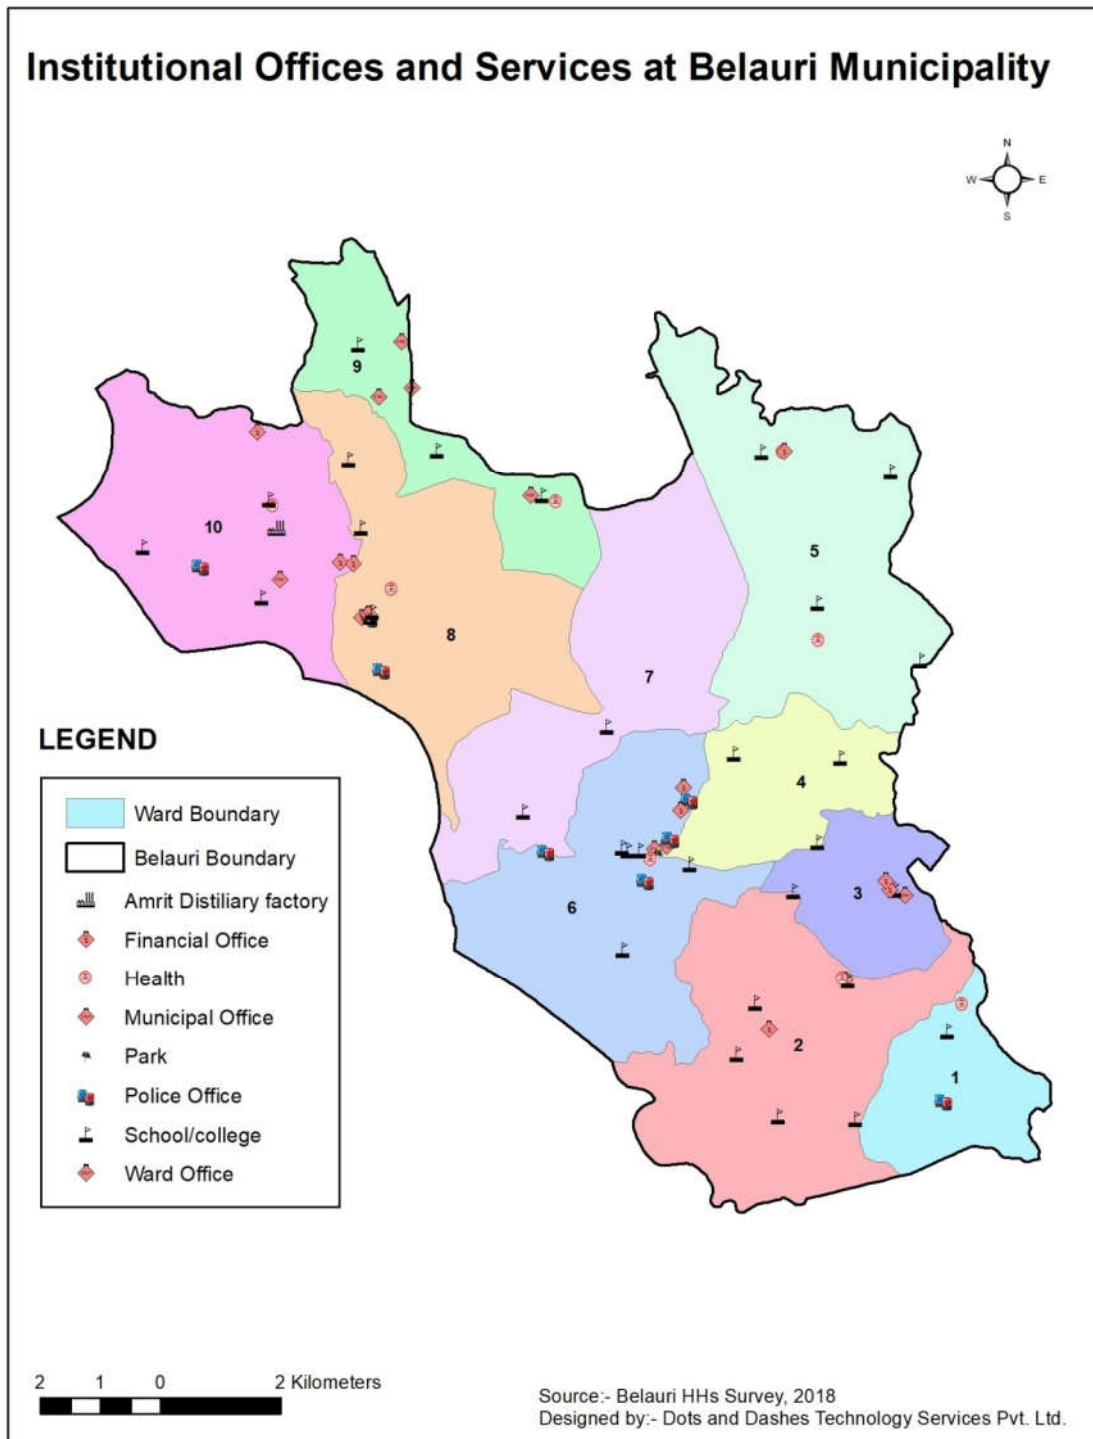 Institutional Offices and Services at Belauri Municipality
N
W E
S
9
10
5
8
7
4
3
6
2
1
LEGEND
Ward Boundary
Belauri Boundary
Amrit Distiliary factory
Financial Office
Health
Municipal Office
Park
Police Office
School/college
Ward Office
2 1 0 2 Kilometers
Source:- Belauri HHs Survey, 2018
Designed by:- Dots and Dashes Technology Services Pvt. Ltd.